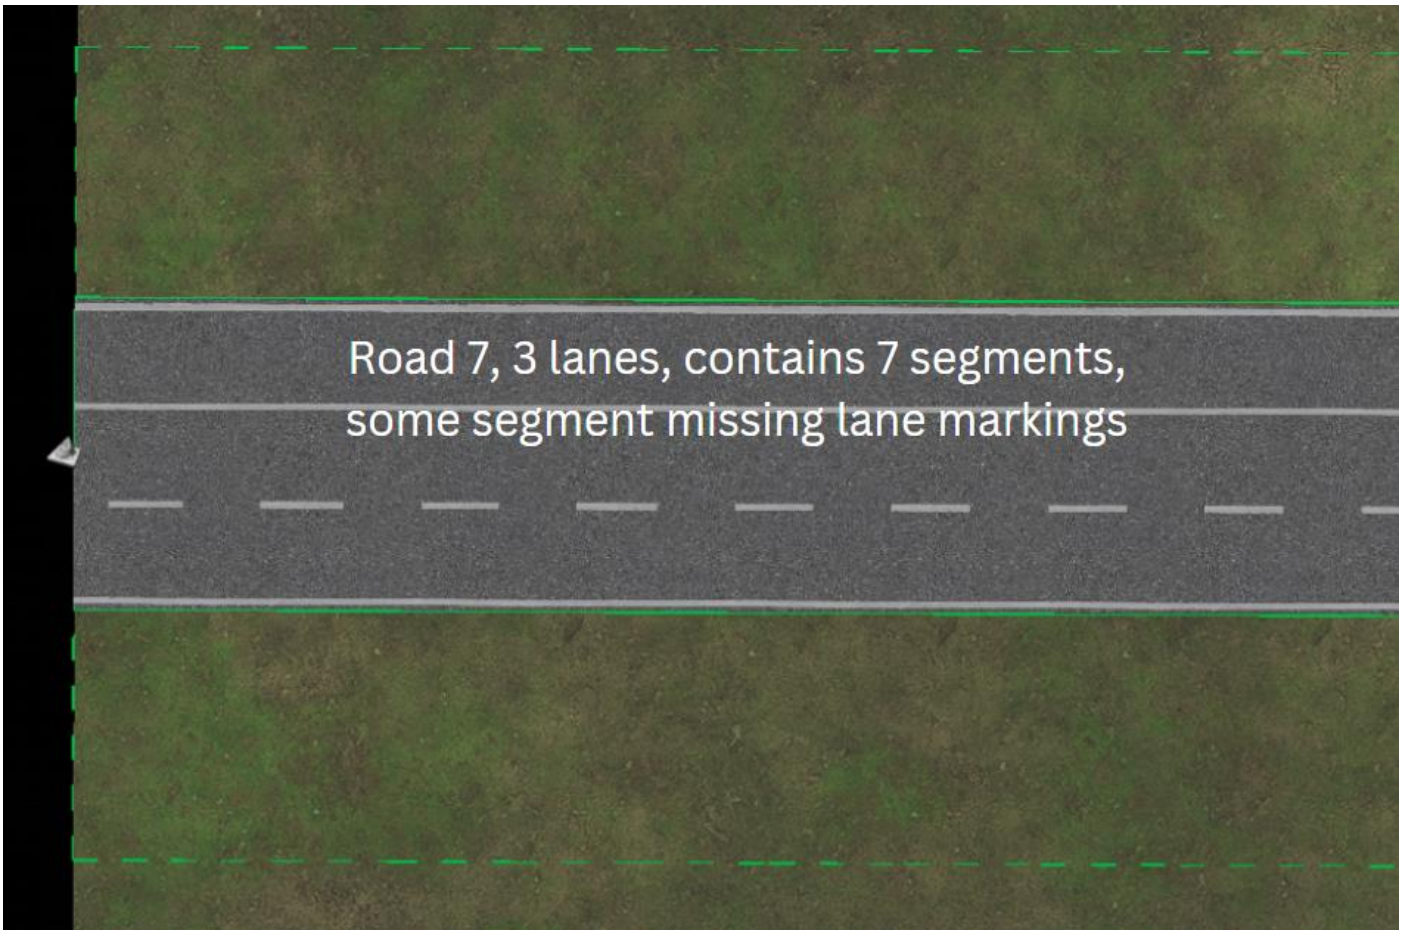 Road 7, 3 lanes, contains 7 segments,
some segment missing lane markings